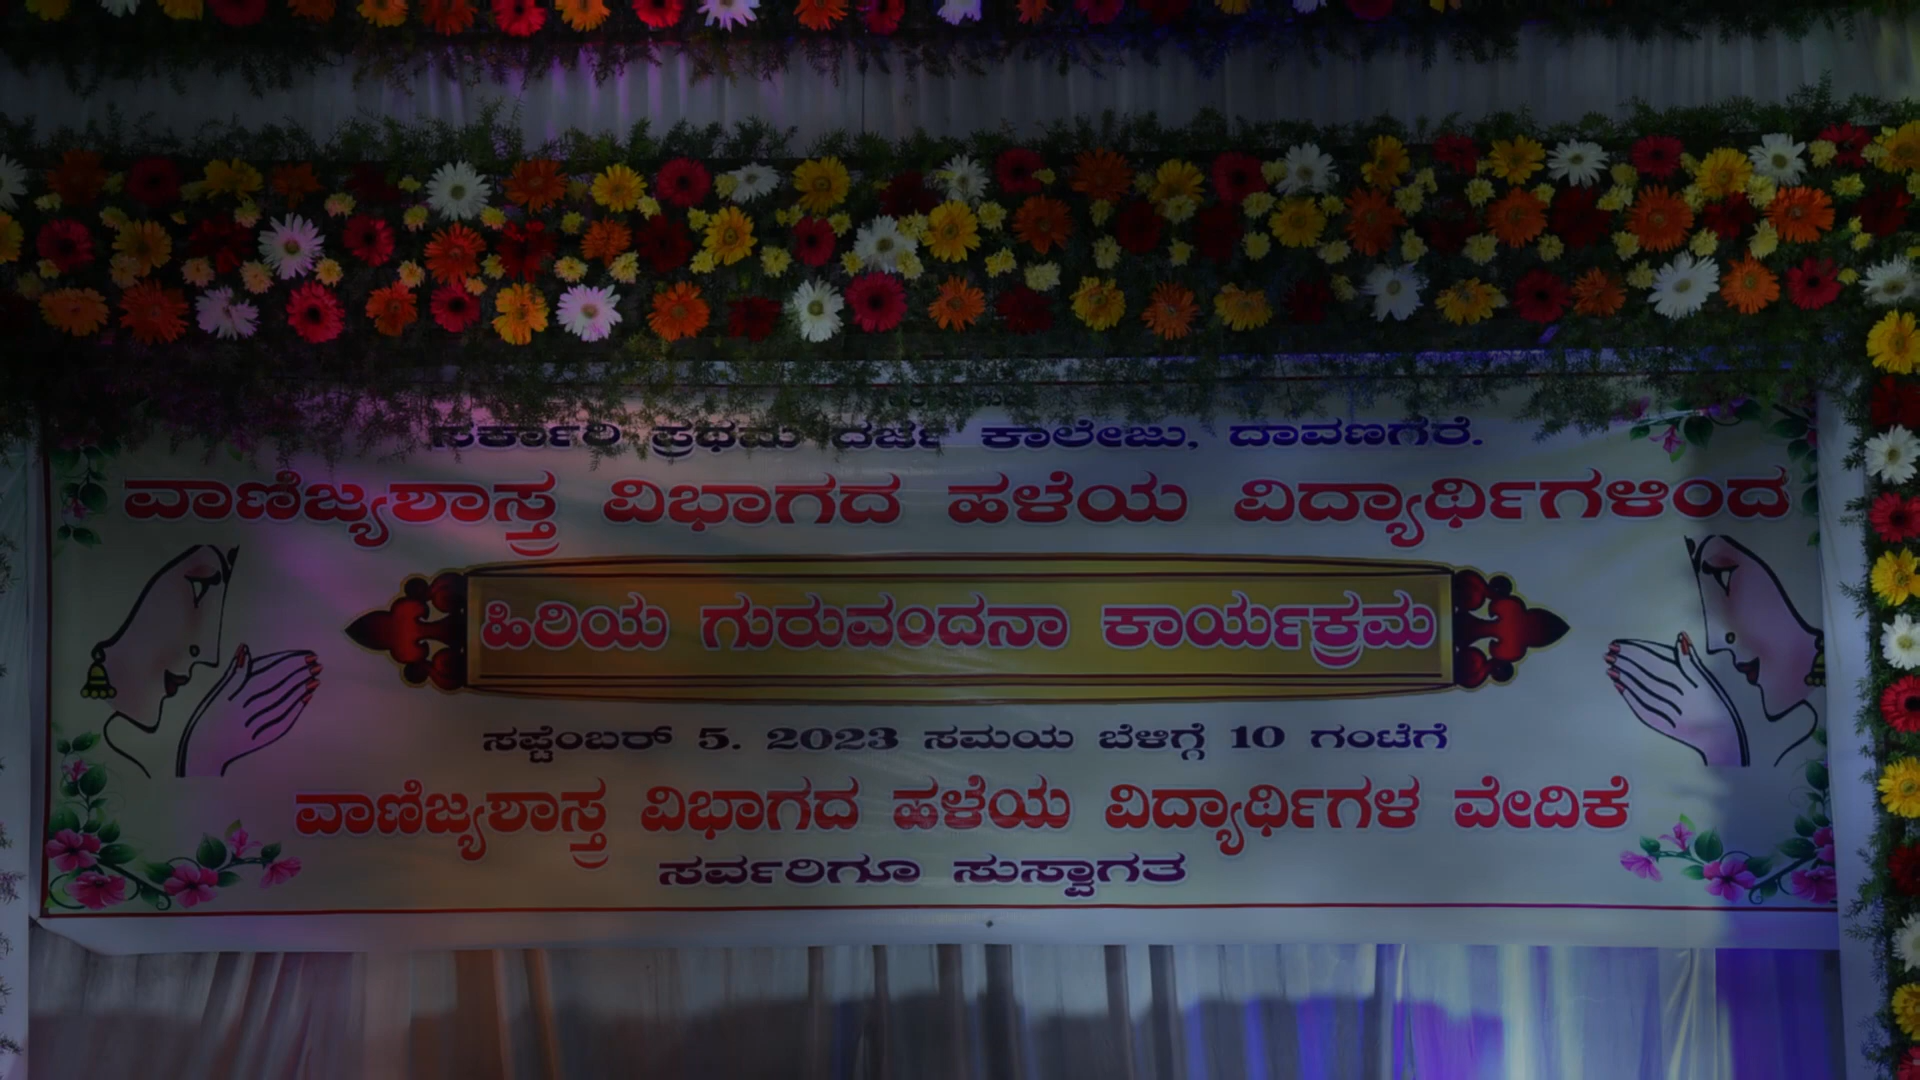 ಸರ್ಕಾರಿ ಪ್ರಥಮ ದರ್ಜೆ ಕಾಲೇಜು, ದಾವಣಗೆರೆ.
ವಾಣಿಜ್ಯಶಾಸ್ತ್ರ ವಿಭಾಗದ ಹಳೆಯ ವಿದ್ಯಾರ್ಥಿಗಳಿಂದ
ಹಿರಿಯ ಗುರುವಂದನಾ ಕಾರ್ಯಕ್ರಮ
ಸಪ್ಟೆಂಬರ್ 5. 2023 ಸಮಯ ಬೆಳಿಗ್ಗೆ 10 ಗಂಟೆಗೆ
ವಾಣಿಜ್ಯಶಾಸ್ತ್ರ ವಿಭಾಗದ ಹಳೆಯ ವಿದ್ಯಾರ್ಥಿಗಳ ವೇದಿಕೆ
ಸರ್ವರಿಗೂ ಸುಸ್ವಾಗತ